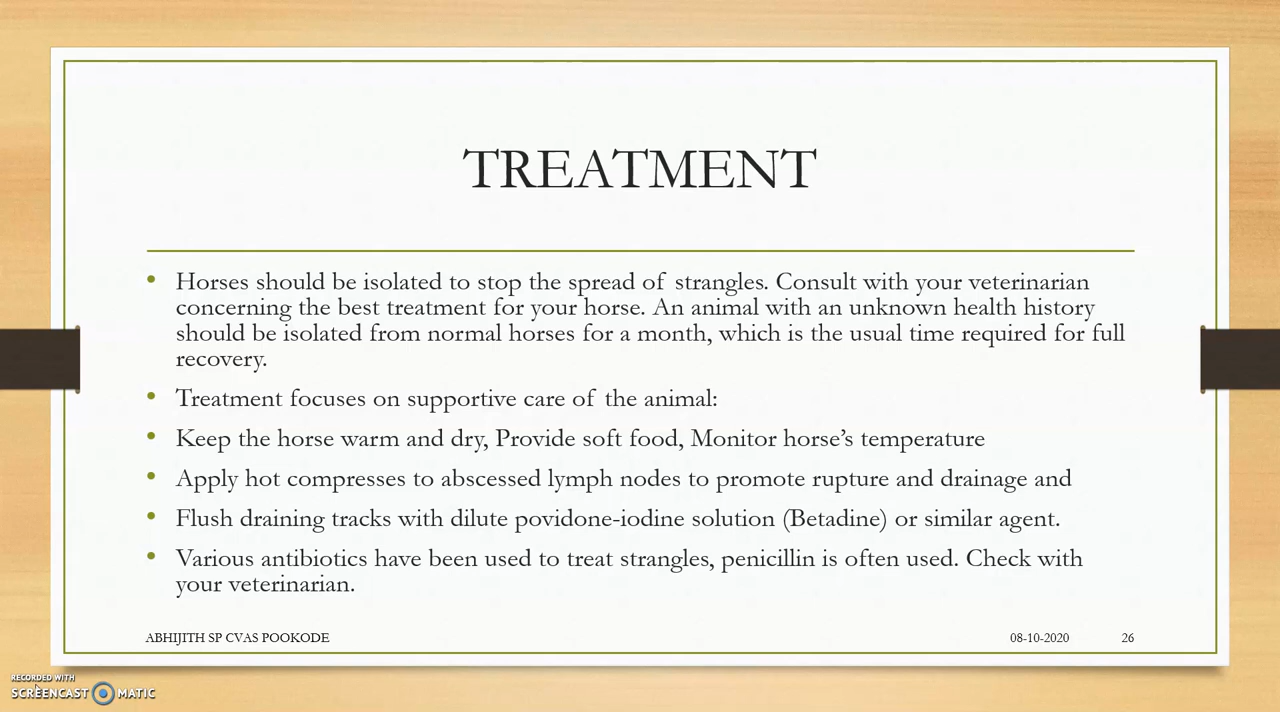 TREATMENT
• Horses should be isolated to stop the spread of strangles. Consult with your veterinarian
concerning the best treatment for your horse. An animal with an unknown health history
should be isolated from normal horses for a month, which is the usual time required for full
recovery.
• Treatment focuses on supportive care of the animal:
• Keep the horse warm and dry, Provide soft food, Monitor horse’s temperature
• Apply hot compresses to abscessed lymph nodes to promote rupture and drainage and
• Flush draining tracks with dilute povidone-iodine solution (Betadine) or similar agent.
• Various antibiotics have been used to treat strangles, penicillin is often used. Check with
your veterinarian.
ABHIJITH SP CVAS POOKODE 08-10-2020 26
RECORDED WITH
SCREENCAST MATIC